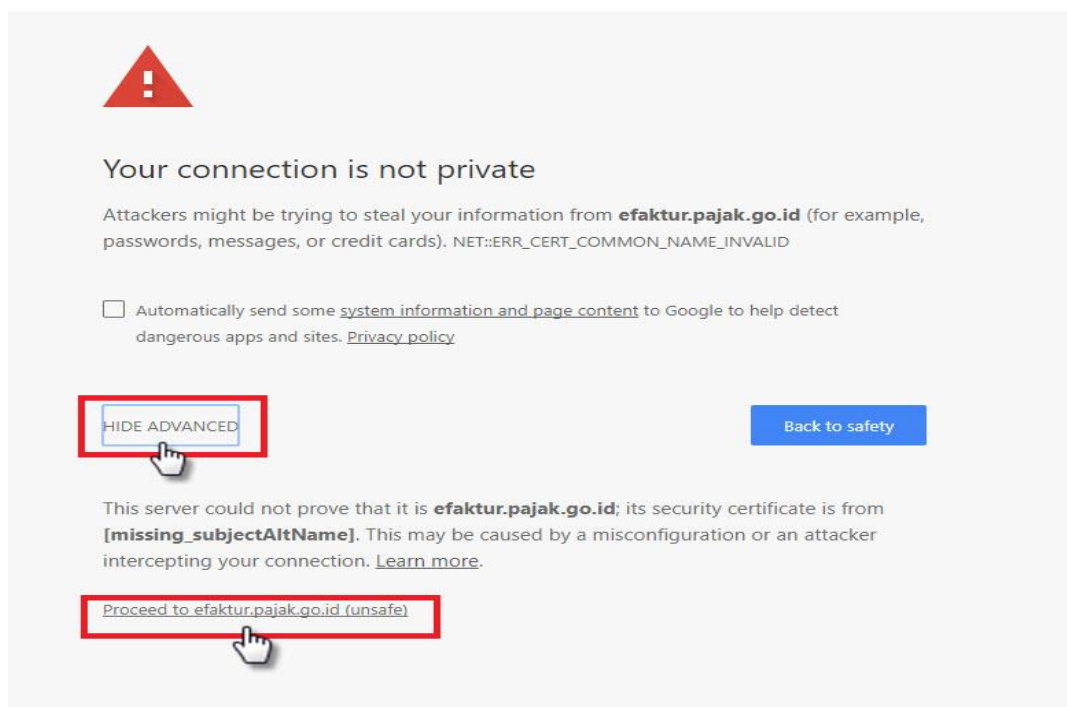 Your connection is not private
Attackers might be trying to steal your information from efaktur.pajak.go.id (for example,
passwords, messages, or credit cards). NET::ERR_CERT_COMMON_NAME_INVALID
Automatically send some system information and page content to Google to help detect
dangerous apps and sites. Privacy policy
HIDE ADVANCED
Back to safety
This server could not prove that it is efaktur.pajak.go.id; its security certificate is from
[missing_subjectAltName]. This may be caused by a misconfiguration or an attacker
intercepting your connection. Learn more.
Proceed to efaktur.pajak.go.id (unsafe)